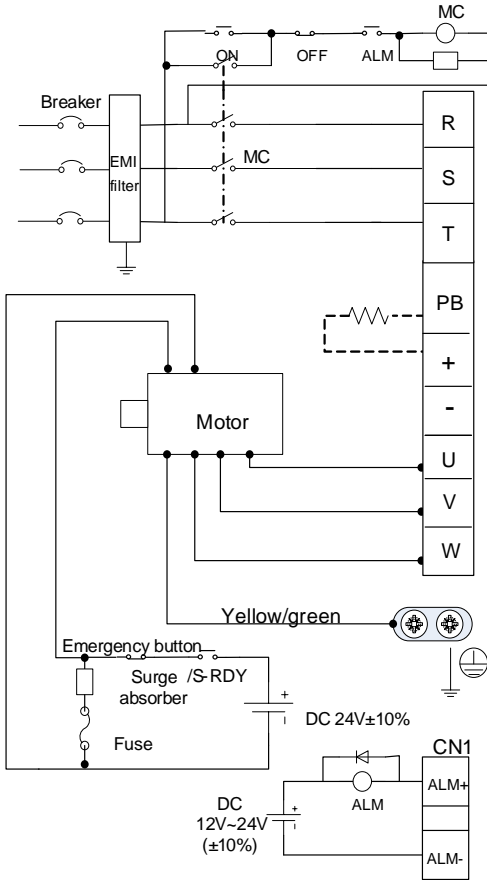 MC
ON
OFF
ALM
Breaker
EMI
filter
MC
R
S
T
PB
+
-
U
V
W
Motor
Yellow/green
Emergency button
Surge
absorber
/S-RDY
Fuse
+
DC 24V±10%
CN1
ALM+
ALM
DC
12V~24V
(±10%)
+
ALM-